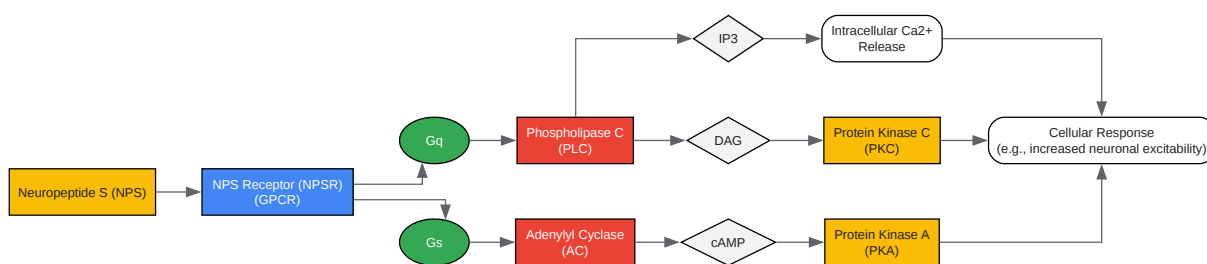 IP3
Intracellular Ca2+
Release
Gq
Phospholipase C
(PLC)
DAG
Protein Kinase C
(PKC)
Cellular Response
(e.g., increased neuronal excitability)
Neuropeptide S (NPS)
NPS Receptor (NPSR)
(GPCR)
Gs
Adenylyl Cyclase
(AC)
cAMP
Protein Kinase A
(PKA)